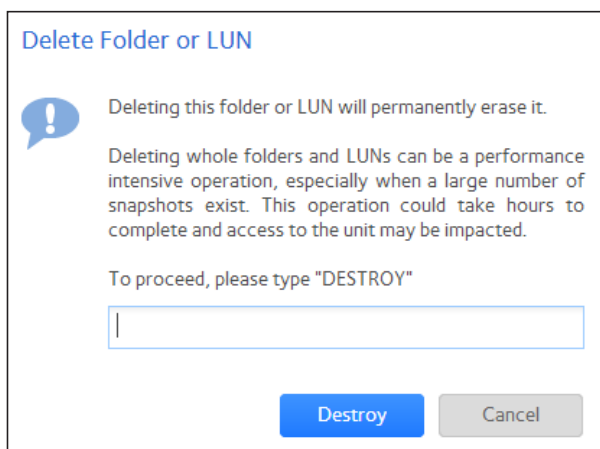 Delete Folder or LUN
Deleting this folder or LUN will permanently erase it.
Deleting whole folders and LUNs can be a performance
intensive operation, especially when a large number of
snapshots exist. This operation could take hours to
complete and access to the unit may be impacted.
To proceed, please type "DESTROY"
Destroy
Cancel